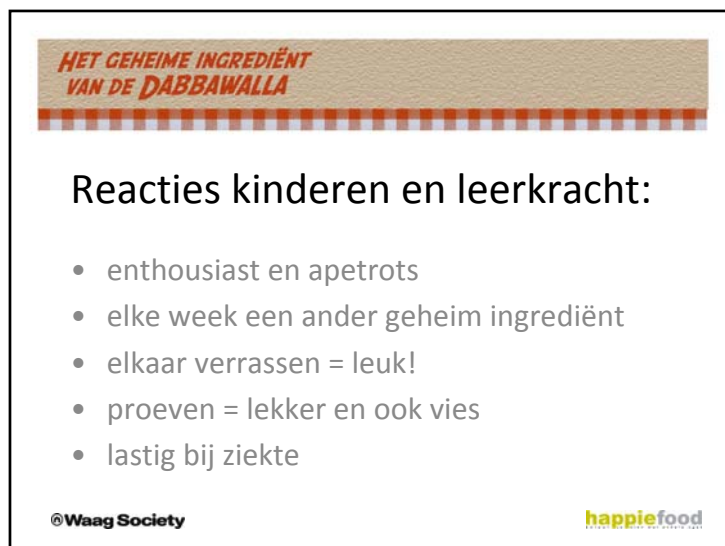 HET GEHEIME INGREDIËNT
VAN DE DABBAWALLA
Reacties kinderen en leerkracht:
• enthousiast en apetrots
• elke week een ander geheim ingrediënt
• elkaar verrassen = leuk!
• proeven = lekker en ook vies
• lastig bij ziekte
Waag Society
happiefood